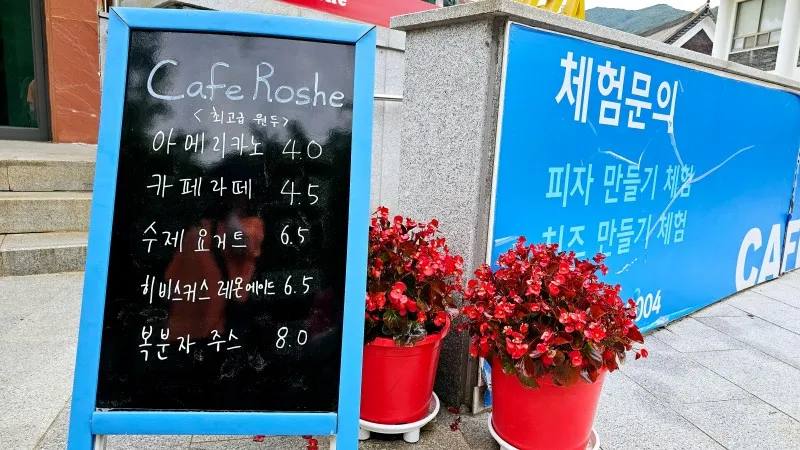 Cafe Roshe
<최고급 원두>
아메리카노 4.0
카페라떼 4.5
수제 요거트 6.5
히비스커스 레몬에이드 6.5
복분자 주스 8.0
체험문의
피자 만들기 체험
치즈 만들기 체험
CAF
004